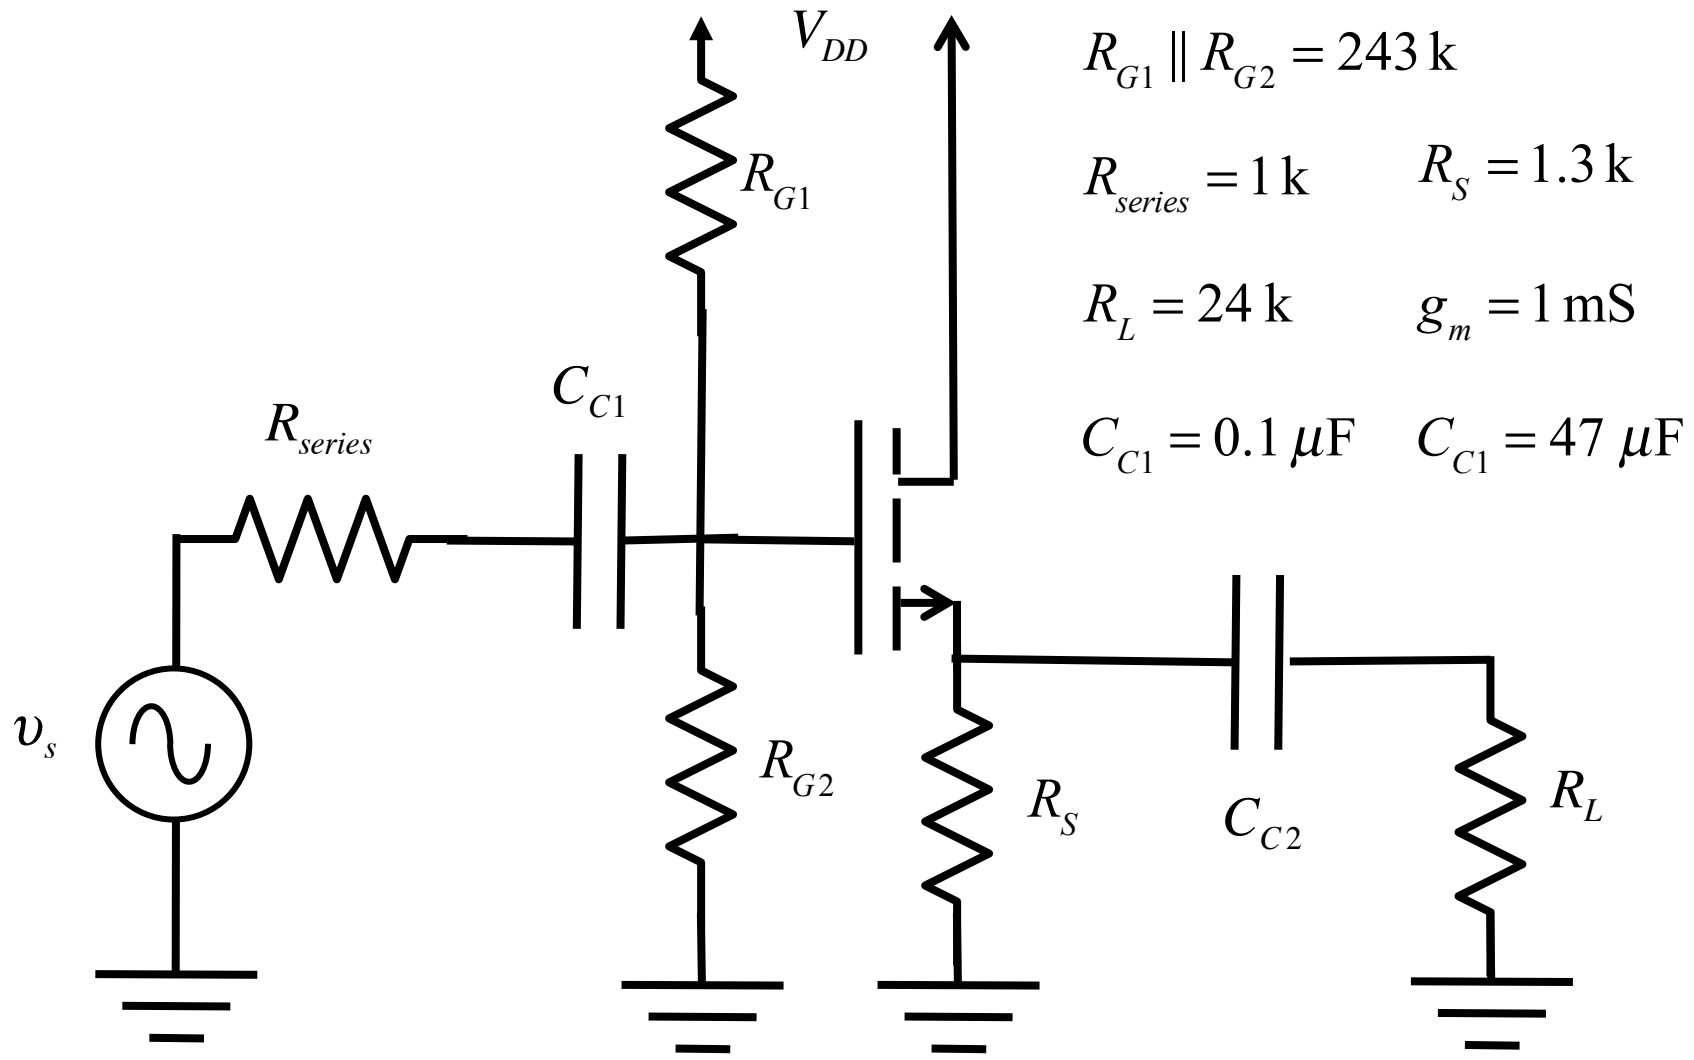 V_DD
R_G1 || R_G2 = 243 k
R_G1
R_series = 1 k R_S = 1.3 k
R_L = 24 k g_m = 1 mS
C_C1
R_series
C_C1 = 0.1 μF C_C1 = 47 μF
υ_s
R_G2
R_S
C_C2
R_L